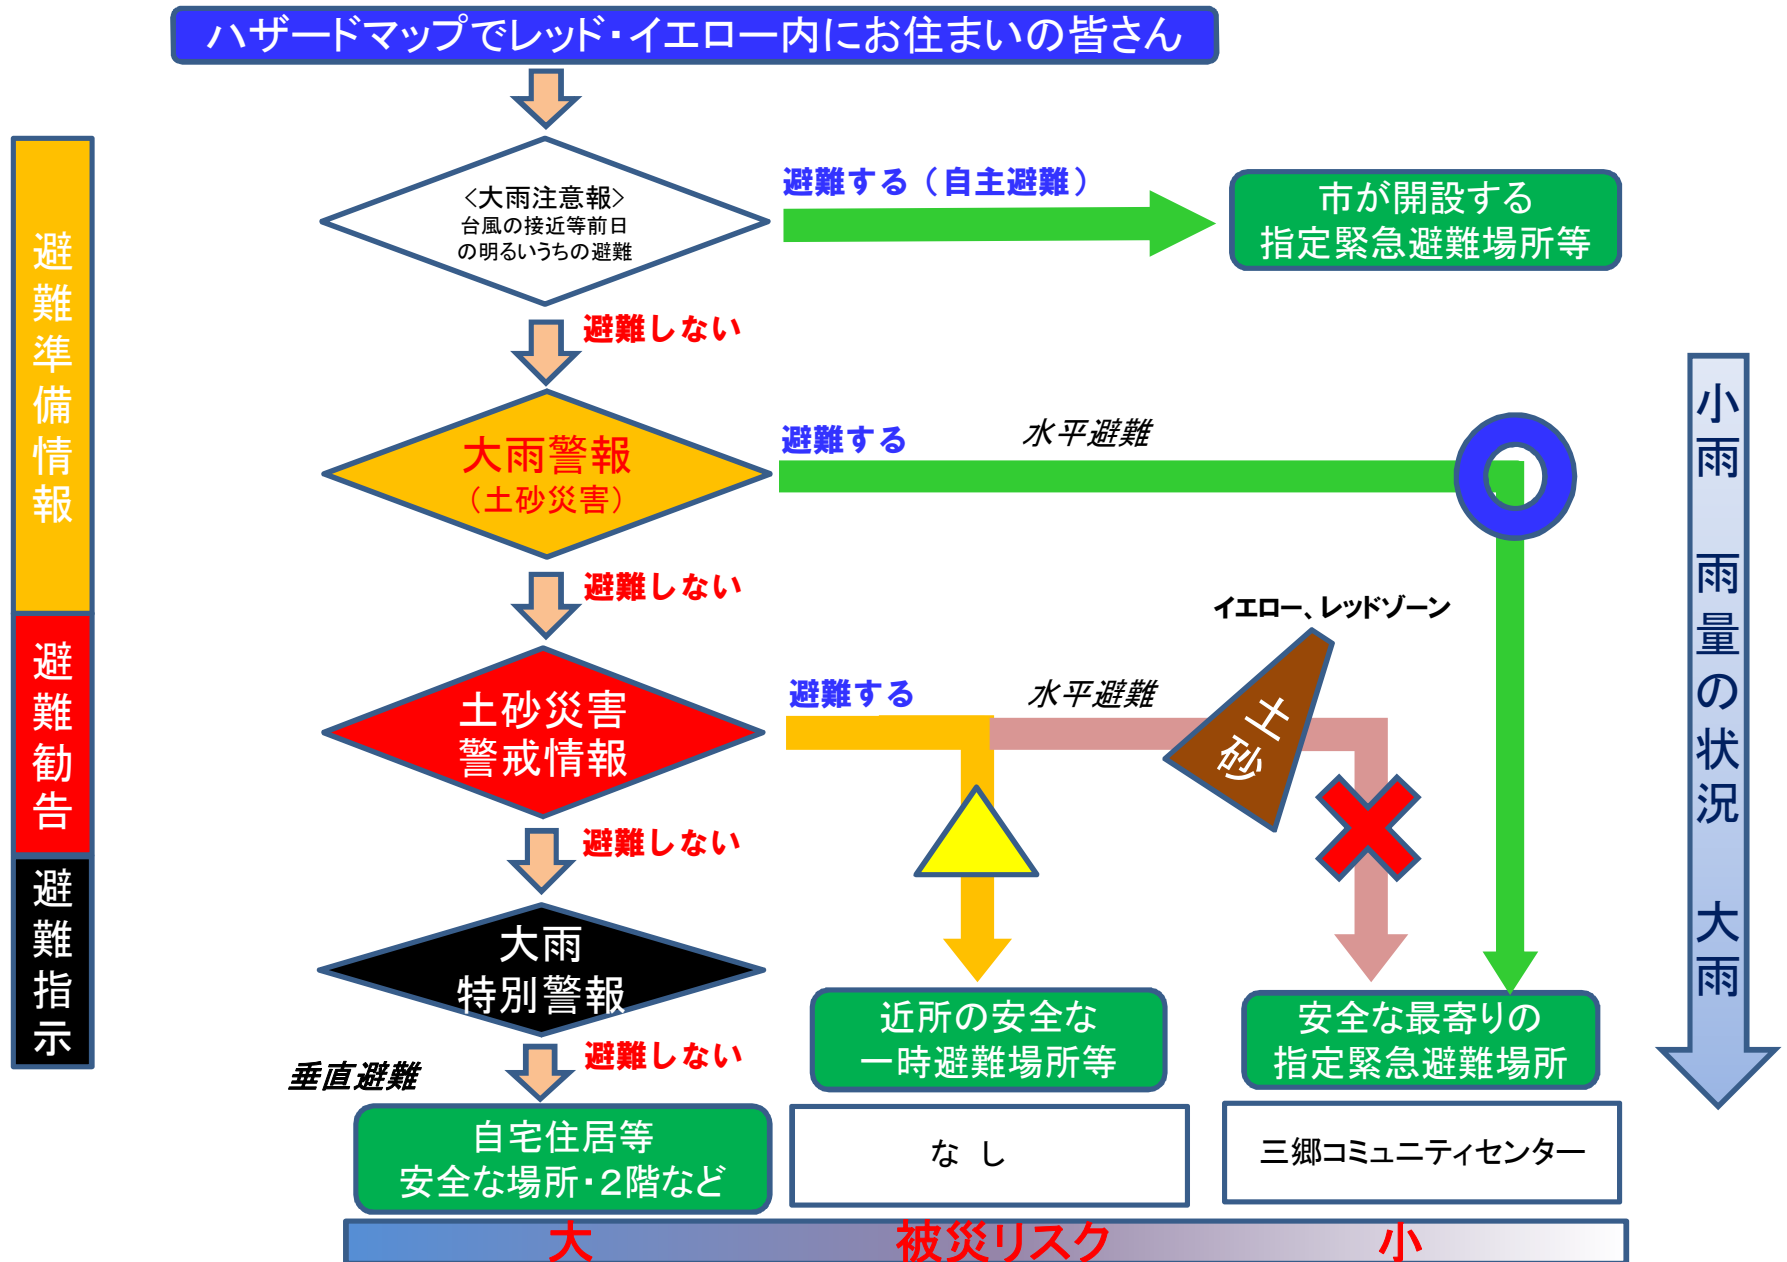 ハザードマップでレッド・イエロー内にお住まいの皆さん
避難準備情報
避難勧告
避難指示
<大雨注意報>
台風の接近等前日
の明るいうちの避難
避難する（自主避難）
市が開設する
指定緊急避難場所等
避難しない
大雨警報
（土砂災害）
避難する
水平避難
避難しない
イエロー、レッドゾーン
土砂災害
警戒情報
避難する
水平避難
土砂
避難しない
大雨
特別警報
避難しない
垂直避難
自宅住居等
安全な場所・２階など
近所の安全な
一時避難場所等
なし
安全な最寄りの
指定緊急避難場所
三郷コミュニティセンター
小雨 雨量の状況 大雨
大 被災リスク 小